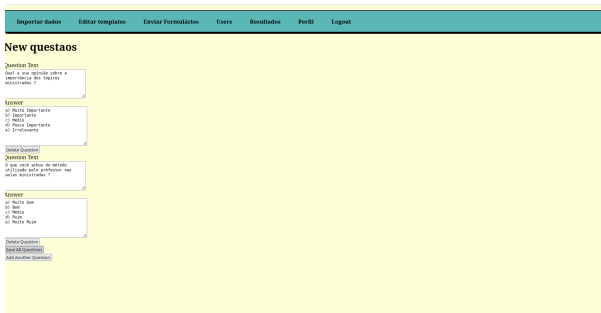 Importar dados Editar templates Enviar Formulários Users Resultados Perfil Logout
New questaos
Question Text
Qual a sua opinião sobre a
importância dos tópicos
ministrados ?
Answer
a) Muito Importante
b) Importante
c) Médio
d) Pouco Importante
e) Irrelevante
Delete Question
Question Text
O que você achou do método
utilizado pelo professor nas
aulas ministradas ?
Answer
a) Muito bom
b) Bom
c) Médio
d) Ruim
e) Muito Ruim
Delete Question
Save All Questions
Add Another Question